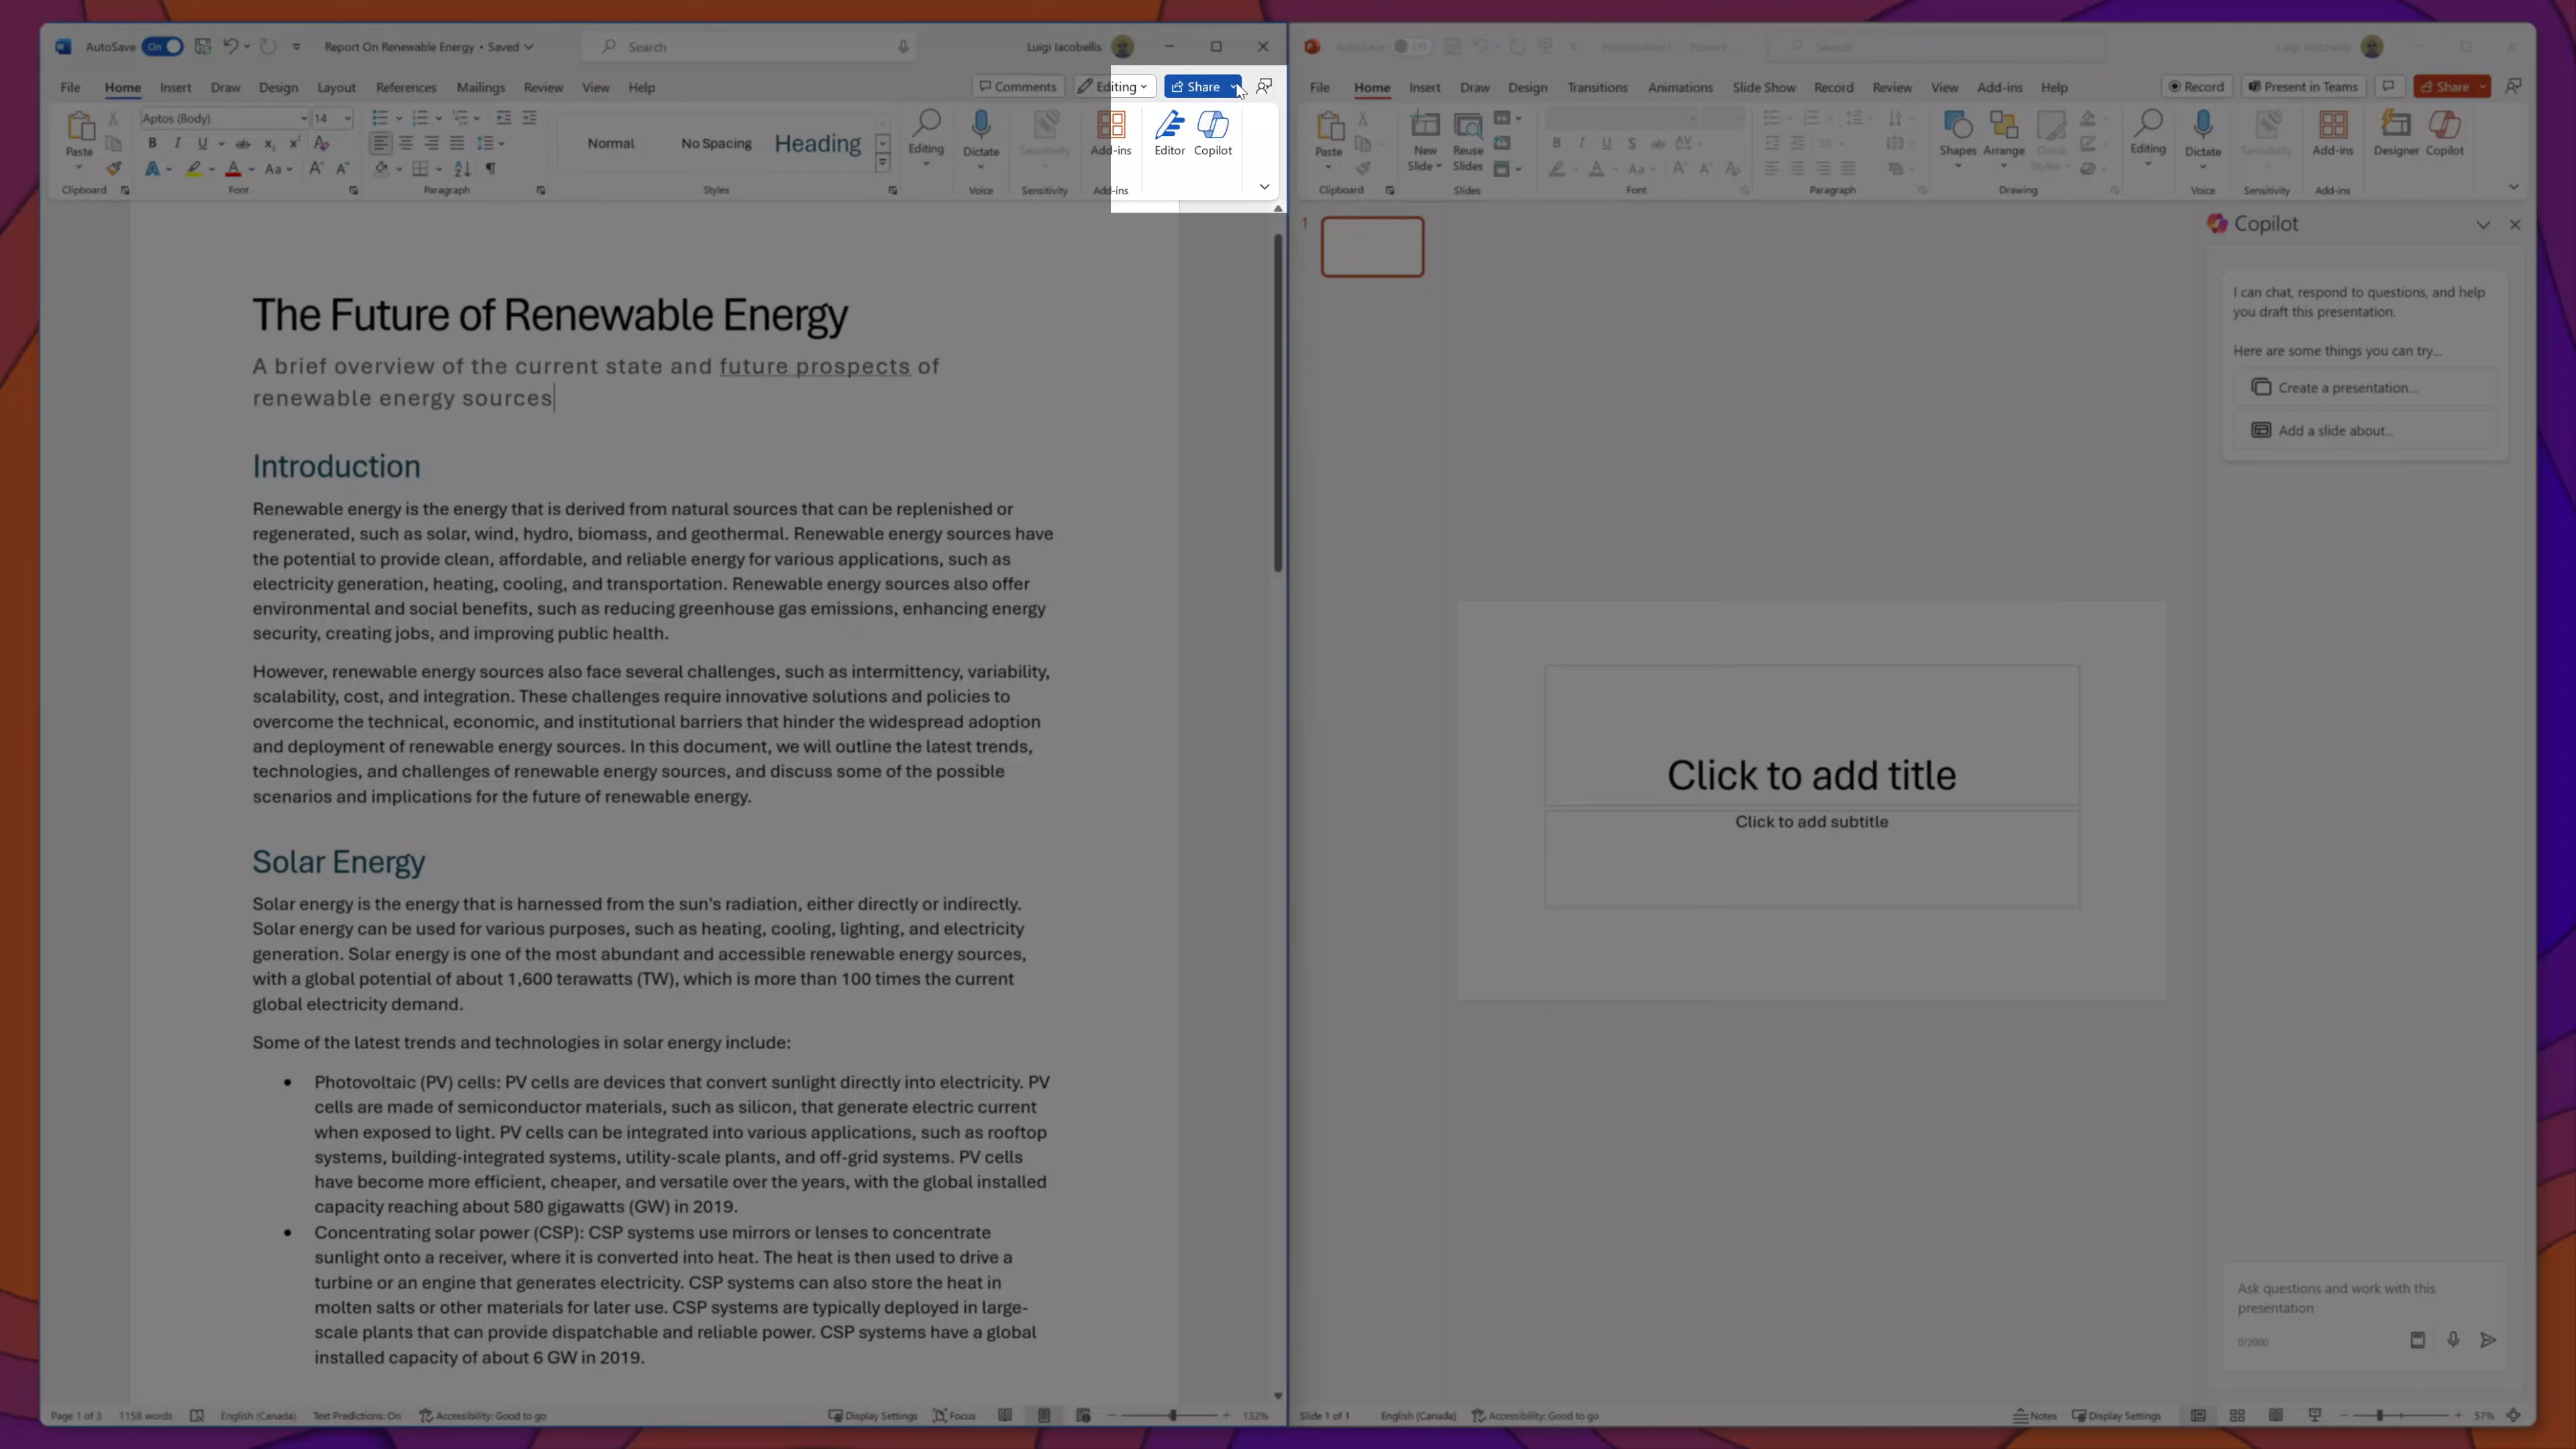 AutoSave On Report On Renewable Energy • Saved Search Luigi Iacobellis
File Home Insert Draw Design Layout References Mailings Review View Help Comments Editing Share
Paste Aptos (Body) 14 Normal No Spacing Heading Editing Dictate Sensitivity Add-ins Editor Copilot
Clipboard Font Paragraph Styles Voice Sensitivity Add-ins
The Future of Renewable Energy
A brief overview of the current state and future prospects of
renewable energy sources
Introduction
Renewable energy is the energy that is derived from natural sources that can be replenished or
regenerated, such as solar, wind, hydro, biomass, and geothermal. Renewable energy sources have
the potential to provide clean, affordable, and reliable energy for various applications, such as
electricity generation, heating, cooling, and transportation. Renewable energy sources also offer
environmental and social benefits, such as reducing greenhouse gas emissions, enhancing energy
security, creating jobs, and improving public health.
However, renewable energy sources also face several challenges, such as intermittency, variability,
scalability, cost, and integration. These challenges require innovative solutions and policies to
overcome the technical, economic, and institutional barriers that hinder the widespread adoption
and deployment of renewable energy sources. In this document, we will outline the latest trends,
technologies, and challenges of renewable energy sources, and discuss some of the possible
scenarios and implications for the future of renewable energy.
Solar Energy
Solar energy is the energy that is harnessed from the sun's radiation, either directly or indirectly.
Solar energy can be used for various purposes, such as heating, cooling, lighting, and electricity
generation. Solar energy is one of the most abundant and accessible renewable energy sources,
with a global potential of about 1,600 terawatts (TW), which is more than 100 times the current
global electricity demand.
Some of the latest trends and technologies in solar energy include:
• Photovoltaic (PV) cells: PV cells are devices that convert sunlight directly into electricity. PV
cells are made of semiconductor materials, such as silicon, that generate electric current
when exposed to light. PV cells can be integrated into various applications, such as rooftop
systems, building-integrated systems, utility-scale plants, and off-grid systems. PV cells
have become more efficient, cheaper, and versatile over the years, with the global installed
capacity reaching about 580 gigawatts (GW) in 2019.
• Concentrating solar power (CSP): CSP systems use mirrors or lenses to concentrate
sunlight onto a receiver, where it is converted into heat. The heat is then used to drive a
turbine or an engine that generates electricity. CSP systems can also store the heat in
molten salts or other materials for later use. CSP systems are typically deployed in large-
scale plants that can provide dispatchable and reliable power. CSP systems have a global
installed capacity of about 6 GW in 2019.
Page 1 of 3 1158 words English (Canada) Text Predictions: On Accessibility: Good to go Display Settings Focus 132%
AutoSave Off Presentation1 Search Luigi Iacobellis
File Home Insert Draw Design Transitions Animations Slide Show Record Review View Add-ins Help Record Present in Teams Share
Paste New Slide Reuse Slides Shapes Arrange Quick Styles Editing Dictate Sensitivity Add-ins Designer Copilot
Clipboard Slides Font Paragraph Drawing Voice Sensitivity Add-ins
1
Click to add title
Click to add subtitle
Copilot
I can chat, respond to questions, and help
you draft this presentation.
Here are some things you can try...
Create a presentation...
Add a slide about...
Ask questions and work with this
presentation
0/2000
Slide 1 of 1 English (Canada) Accessibility: Good to go Notes Display Settings 57%